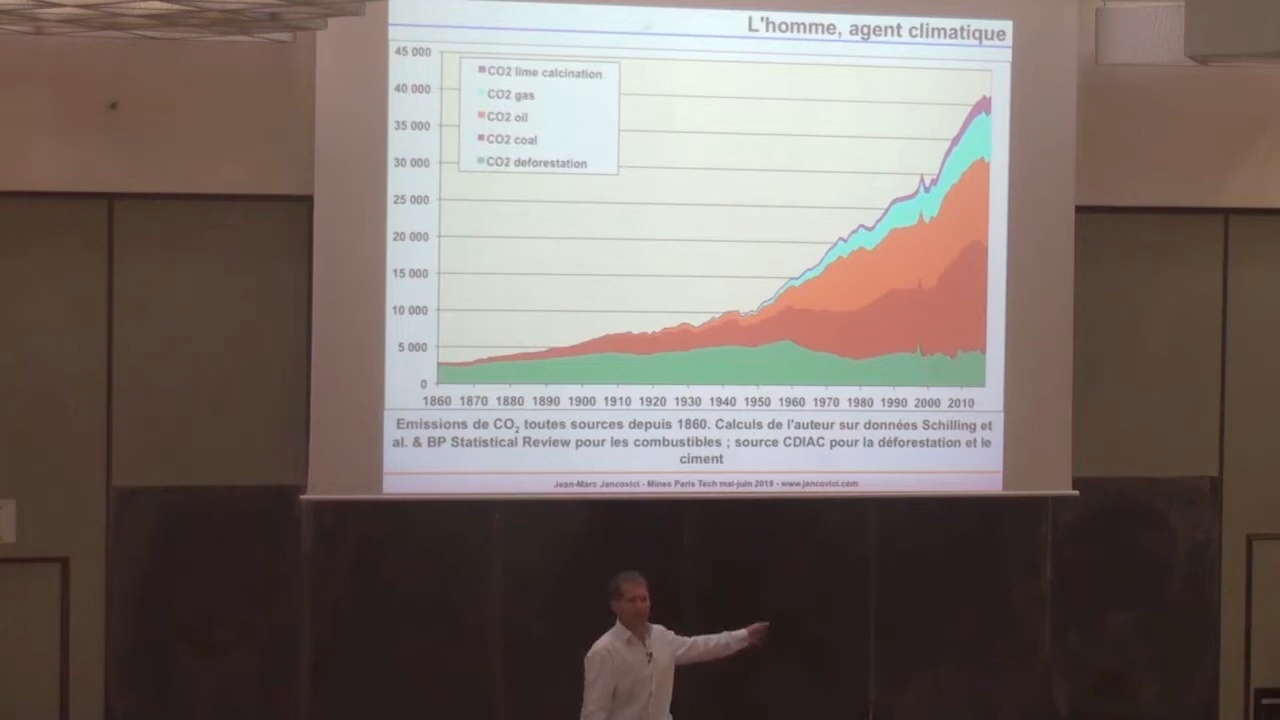 L'homme, agent climatique
45 000
40 000
35 000
30 000
25 000
20 000
15 000
10 000
5 000
0
CO2 lime calcination
CO2 gas
CO2 oil
CO2 coal
CO2 deforestation
1860 1870 1880 1890 1900 1910 1920 1930 1940 1950 1960 1970 1980 1990 2000 2010
Emissions de CO2 toutes sources depuis 1860. Calculs de l'auteur sur données Schilling et
al. & BP Statistical Review pour les combustibles ; source CDIAC pour la déforestation et le
ciment
Jean-Marc Jancovici - Mines Paris Tech mai-juin 2019 - www.jancovici.com